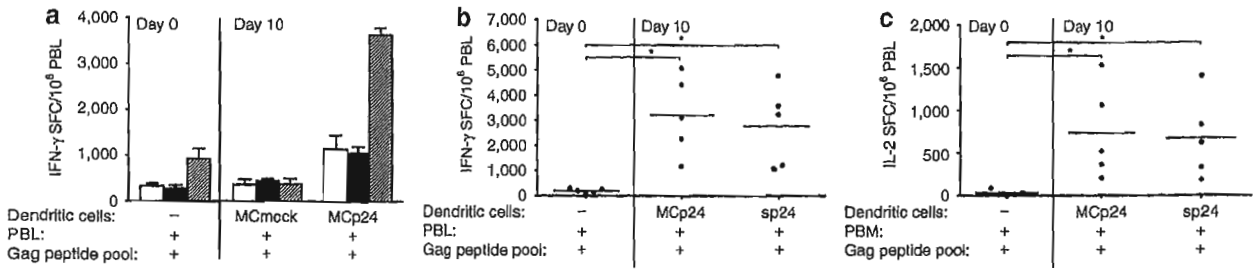 a
Day 0
Day 10
IFN-γ SFC/10⁶ PBL
4,000
3,000
2,000
1,000
0
Dendritic cells: – MCmock MCp24
PBL: + + +
Gag peptide pool: + + +
b
Day 0
Day 10
IFN-γ SFC/10⁶ PBL
7,000
6,000
5,000
4,000
3,000
2,000
1,000
0
*
*
Dendritic cells: – MCp24 sp24
PBL: + + +
Gag peptide pool: + + +
c
Day 0
Day 10
IL-2 SFC/10⁶ PBL
2,000
1,500
1,000
500
0
*
*
Dendritic cells: – MCp24 sp24
PBM: + + +
Gag peptide pool: + + +